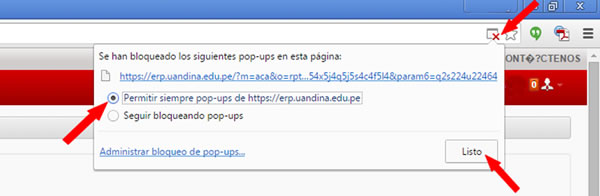 Se han bloqueado los siguientes pop-ups en esta página:
https://erp.uandina.edu.pe/?m=aca&o=rpt...54x5j4q5j5s4c4f5l4&param6=q2s224u22464
Permitir siempre pop-ups de https://erp.uandina.edu.pe
Seguir bloqueando pop-ups
Administrar bloqueo de pop-ups...
Listo
ONT�?CTENOS
0